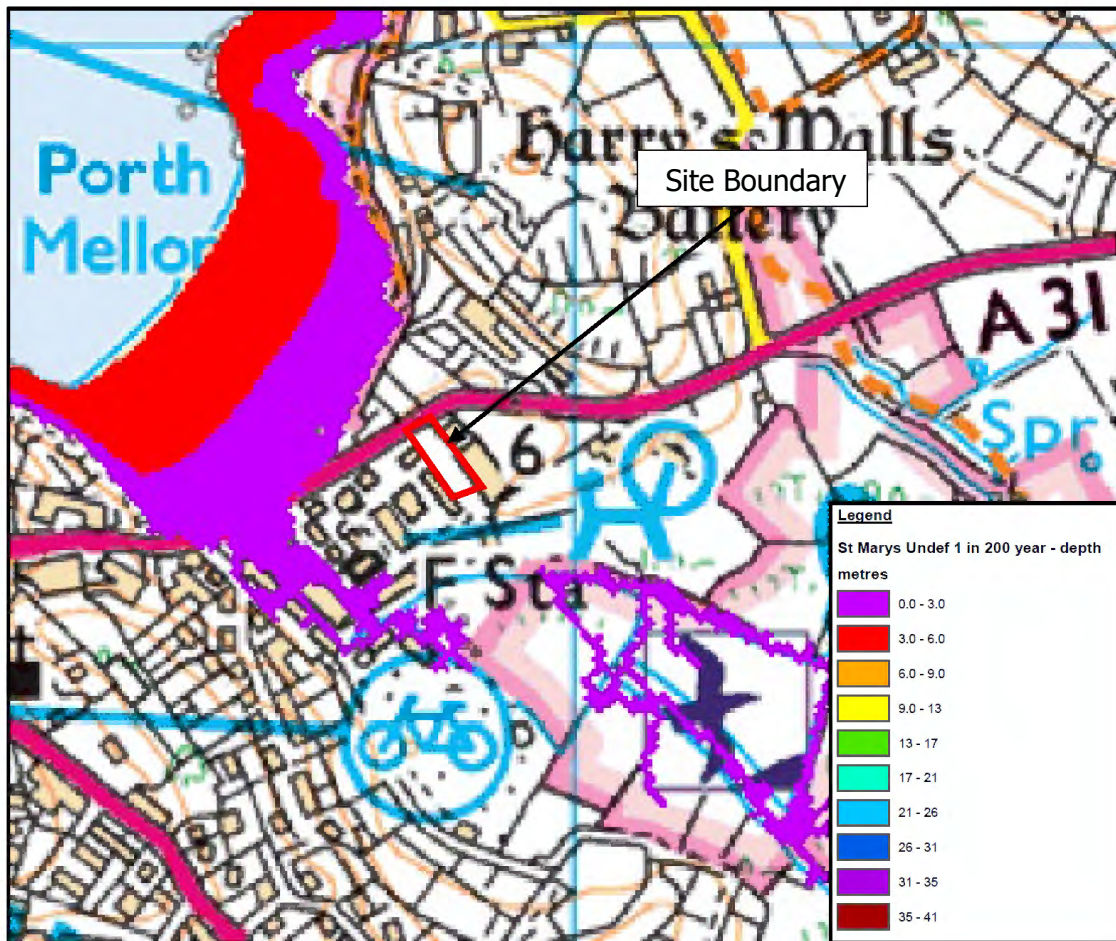 Porth
Mellon
Harry's Walls
Battery
Site Boundary
A 31
6
Spr
F Sta
Legend
St Marys Undef 1 in 200 year - depth
metres
0.0 - 3.0
3.0 - 6.0
6.0 - 9.0
9.0 - 13
13 - 17
17 - 21
21 - 26
26 - 31
31 - 35
35 - 41